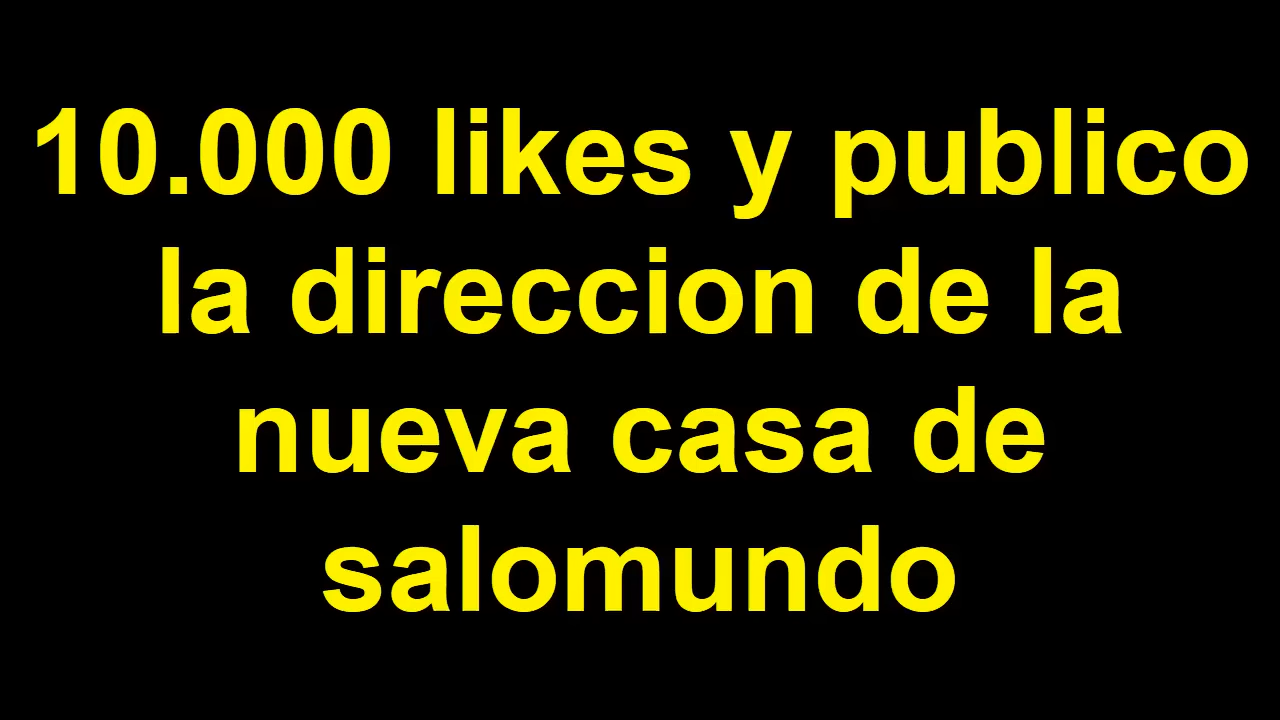 10.000 likes y publico
la direccion de la
nueva casa de
salomundo